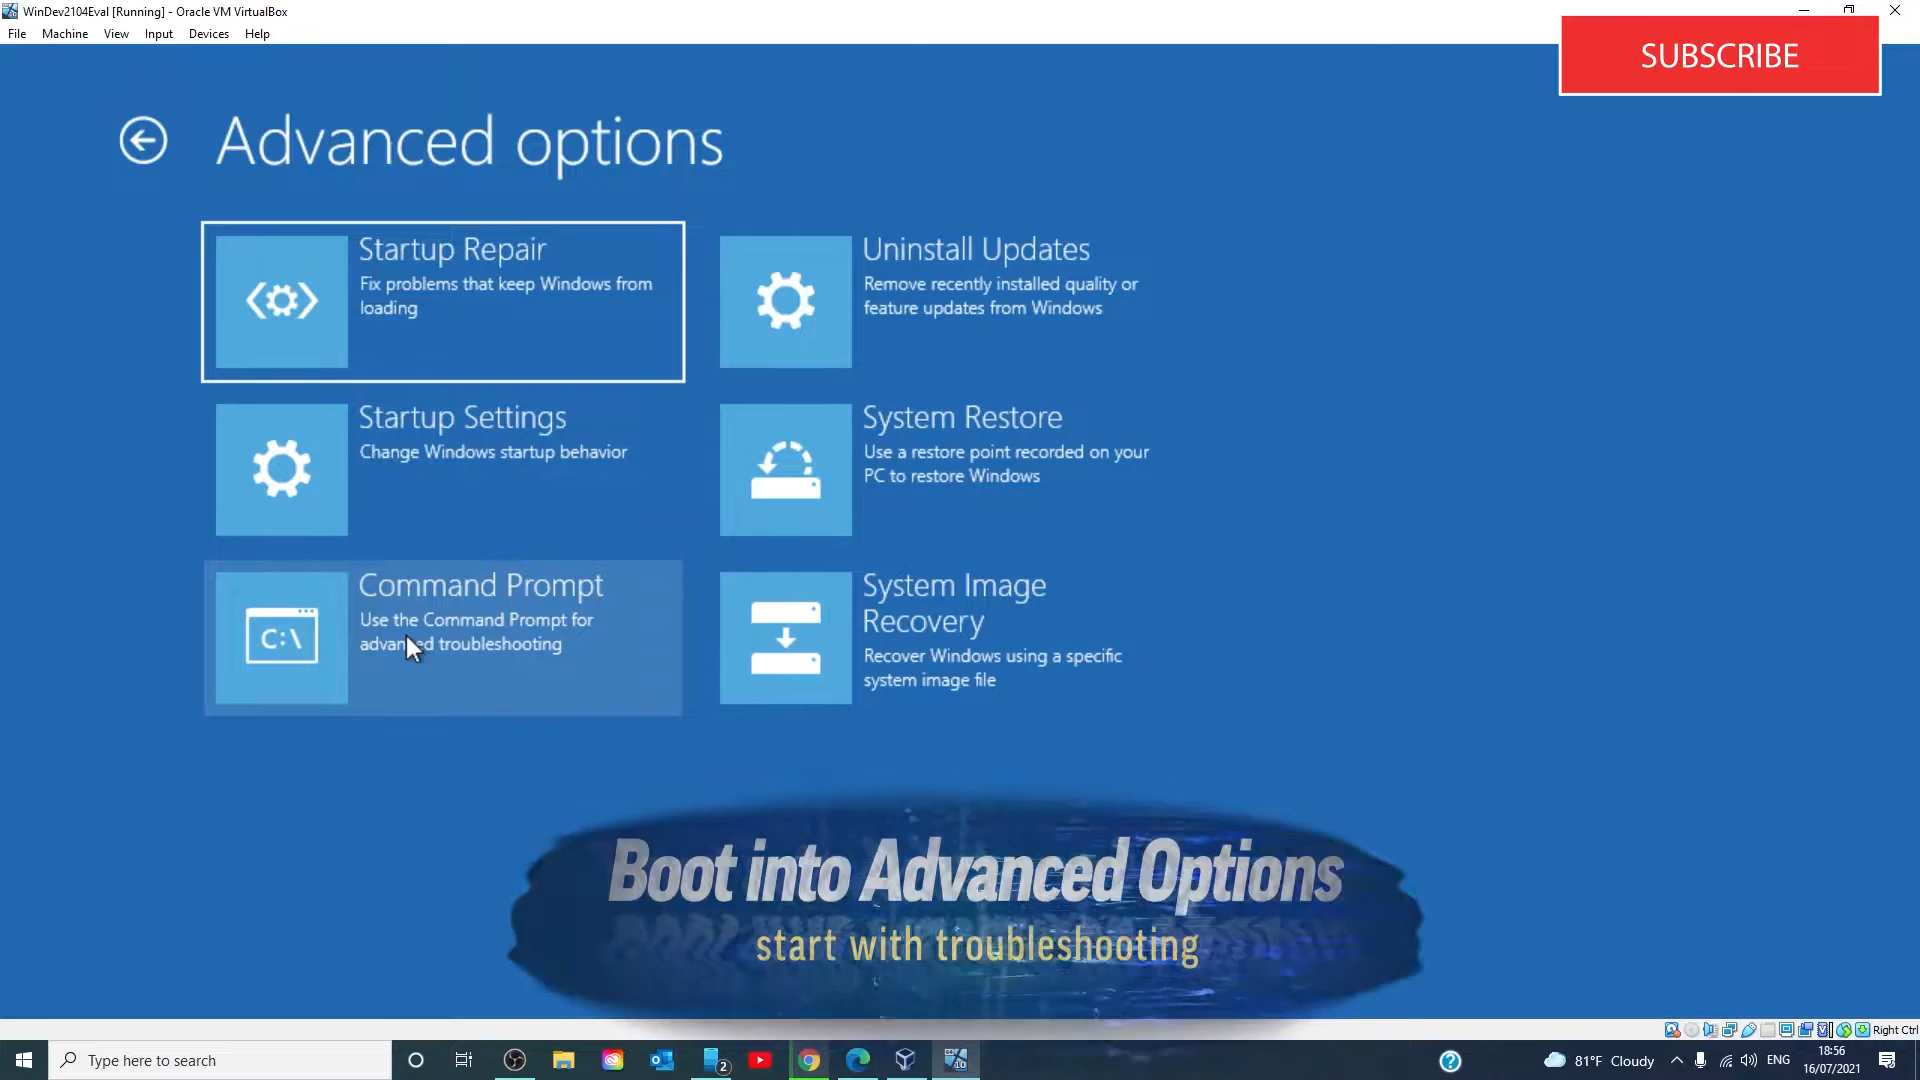 WinDev2104Eval [Running] - Oracle VM VirtualBox
File Machine View Input Devices Help
SUBSCRIBE
Advanced options
Startup Repair
Fix problems that keep Windows from
loading
Uninstall Updates
Remove recently installed quality or
feature updates from Windows
Startup Settings
Change Windows startup behavior
System Restore
Use a restore point recorded on your
PC to restore Windows
C:\
Command Prompt
Use the Command Prompt for
advanced troubleshooting
System Image
Recovery
Recover Windows using a specific
system image file
Boot into Advanced Options
start with troubleshooting
Right Ctrl
Type here to search
2
81°F Cloudy
ENG
18:56
16/07/2021